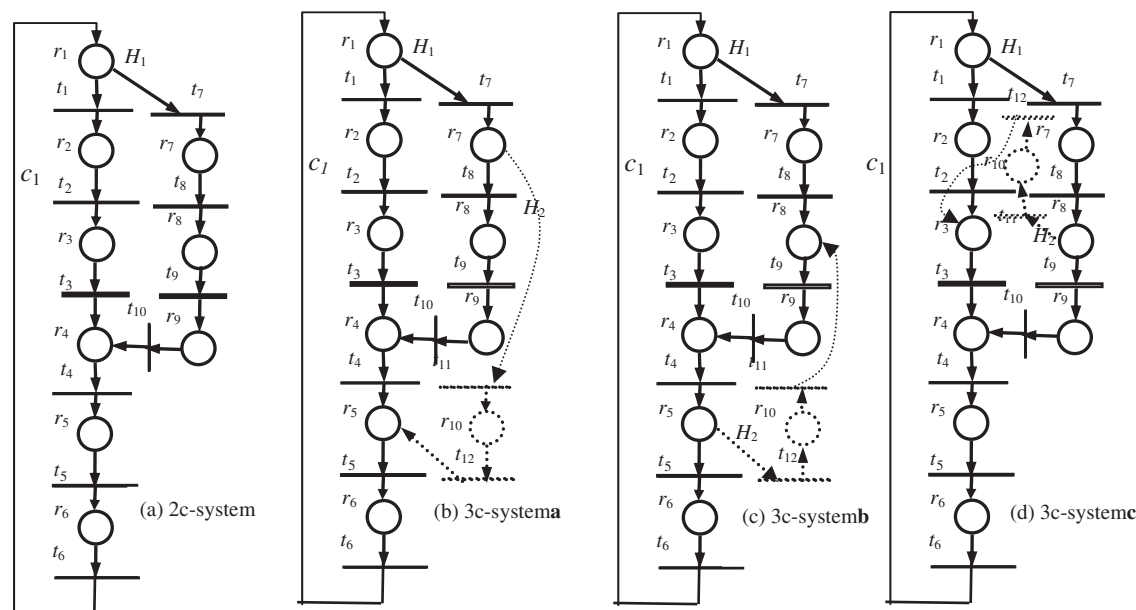 r1 H1
t1 t7
r2 r7
c1 t2 t8
r3 r8
t3 t9
t10 r9
r4
t4
r5
t5
r6 (a) 2c-system
t6
r1 H1
t1 t7
r2 r7
c1 t2 t8
r8 H2
r3
t3 t9
t10 r9
r4
t4 t11
r5 r10
t12
t5
r6 (b) 3c-systema
t6
r1 H1
t1 t7
r2 r7
c1 t2 t8
r8
r3
t3 t9
t10 r9
r4
t4 t11
r5 r10
H2 t12
t5
r6 (c) 3c-systemb
t6
r1 H1
t1 t7
t12
r2 r7
c1 r10
t2 t8
r8
r3 t11 H2
t3 t9
t10 r9
r4
t4
r5
t5
r6 (d) 3c-systemc
t6